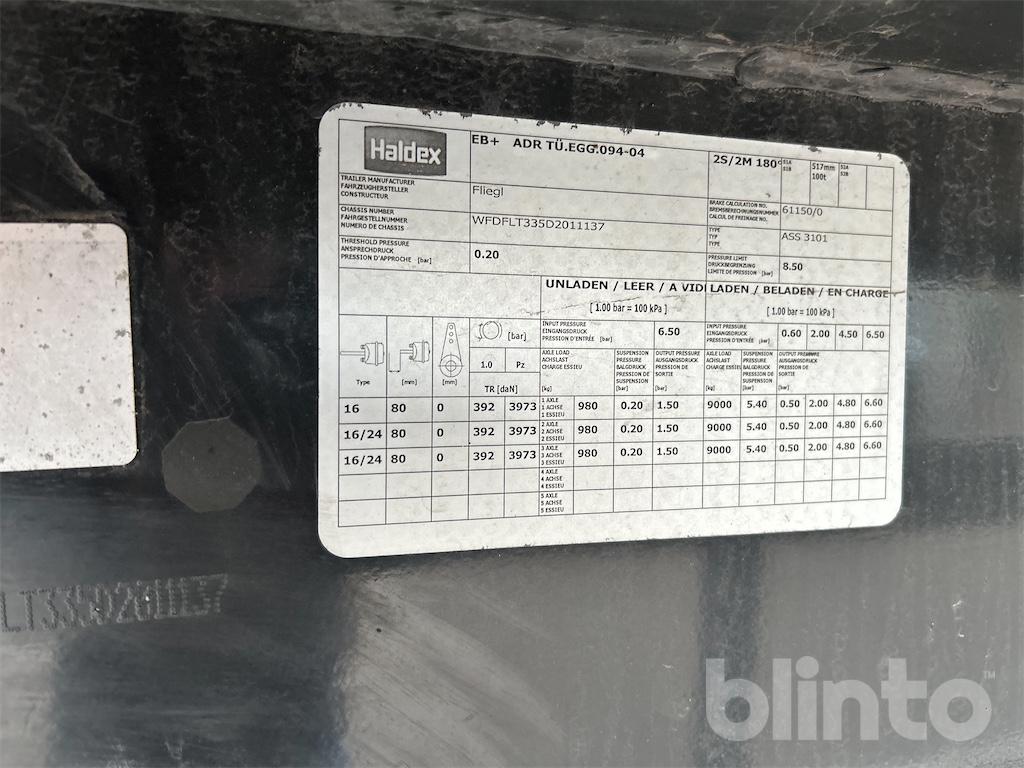 Haldex
EB+ ADR TÜ.EGG.094-04
2S/2M 180°
S1A
S1B
517mm
100t
S2A
S2B
TRAILER MANUFACTURER
FAHRZEUGHERSTELLER
CONSTRUCTEUR
Fliegl
BRAKE CALCULATION NO.
BREMSBERECHNUNGSNUMMER
CALCUL DE FREINAGE NO.
61150/0
CHASSIS NUMBER
FAHRGESTELLNUMMER
NUMERO DE CHASSIS
WFDFLT335D2011137
TYPE
TYP
TYPE
ASS 3101
THRESHOLD PRESSURE
ANSPRECHDRUCK
PRESSION D'APPROCHE [bar]
0.20
PRESSURE LIMIT
DRUCKBEGRENZUNG
LIMITE DE PRESSION [bar]
8.50
UNLADEN / LEER / A VIDE
[ 1.00 bar = 100 kPa ]
LADEN / BELADEN / EN CHARGE
[ 1.00 bar = 100 kPa ]
[bar]
INPUT PRESSURE
EINGANGSDRUCK
PRESSION D'ENTRÉE [bar]
6.50
INPUT PRESSURE
EINGANGSDRUCK
PRESSION D'ENTRÉE [bar]
0.60 2.00 4.50 6.50
Type [mm] [mm]
1.0 Pz
TR [daN]
AXLE LOAD
ACHSLAST
CHARGE ESSIEU
[kg]
SUSPENSION
PRESSURE
BALGDRUCK
PRESSION DE
SUSPENSION
[bar]
OUTPUT PRESSURE
AUSGANGSDRUCK
PRESSION DE
SORTIE
[bar]
AXLE LOAD
ACHSLAST
CHARGE ESSIEU
[kg]
SUSPENSION
PRESSURE
BALGDRUCK
PRESSION DE
SUSPENSION
[bar]
OUTPUT PRESSURE
AUSGANGSDRUCK
PRESSION DE
SORTIE
[bar]
16 80 0 392 3973 1 AXLE 1 ACHSE 1 ESSIEU 980 0.20 1.50 9000 5.40 0.50 2.00 4.80 6.60
16/24 80 0 392 3973 2 AXLE 2 ACHSE 2 ESSIEU 980 0.20 1.50 9000 5.40 0.50 2.00 4.80 6.60
16/24 80 0 392 3973 3 AXLE 3 ACHSE 3 ESSIEU 980 0.20 1.50 9000 5.40 0.50 2.00 4.80 6.60
4 AXLE
4 ACHSE
4 ESSIEU
5 AXLE
5 ACHSE
5 ESSIEU
LT335D2011137
blinto™